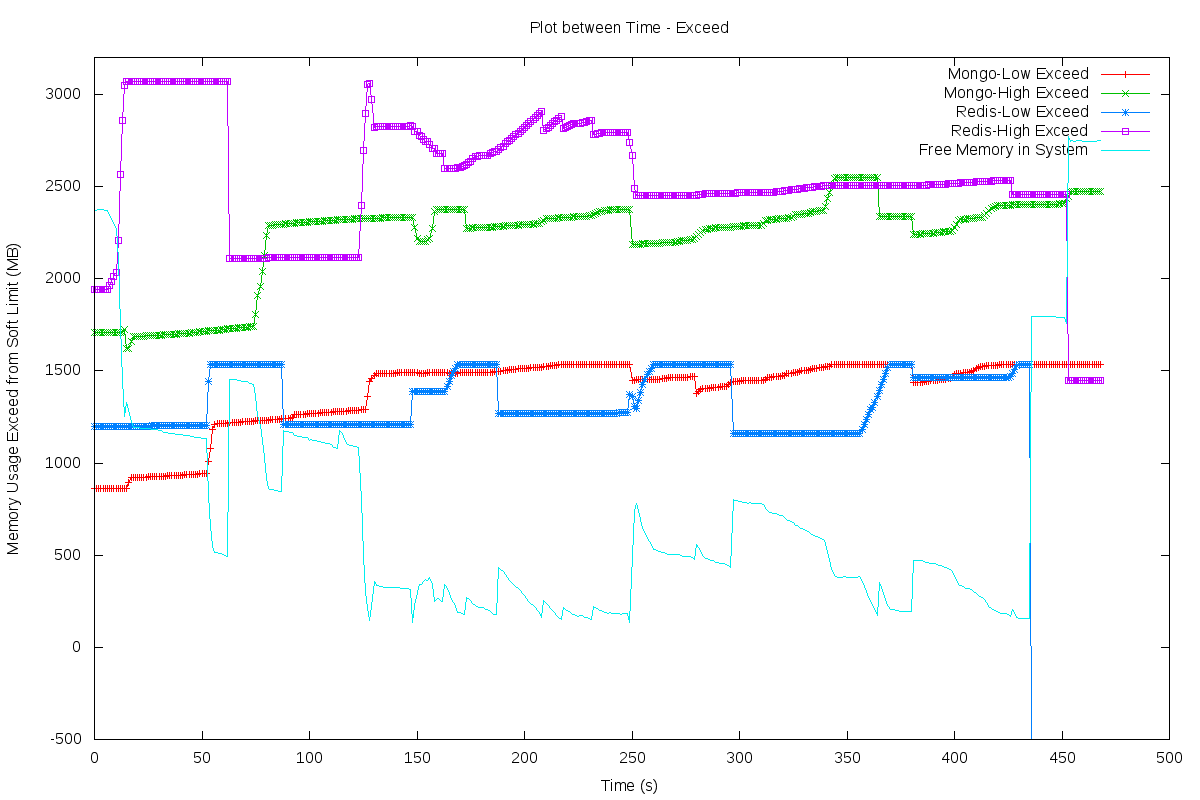 Plot between Time - Exceed
Mongo-Low Exceed
Mongo-High Exceed
Redis-Low Exceed
Redis-High Exceed
Free Memory in System
Memory Usage Exceed from Soft Limit (MB)
3000
2500
2000
1500
1000
500
0
-500
0 50 100 150 200 250 300 350 400 450 500
Time (s)